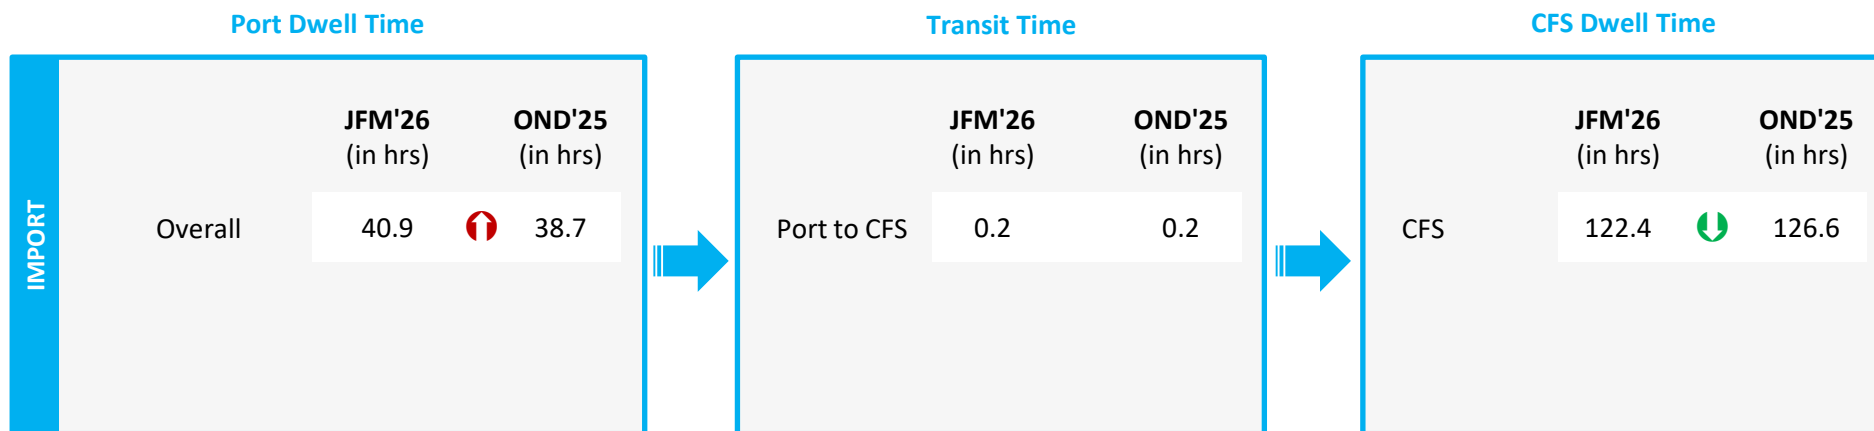 Port Dwell Time
Transit Time
CFS Dwell Time
IMPORT
JFM'26 OND'25
(in hrs) (in hrs)
Overall 40.9 38.7
JFM'26 OND'25
(in hrs) (in hrs)
Port to CFS 0.2 0.2
JFM'26 OND'25
(in hrs) (in hrs)
CFS 122.4 126.6